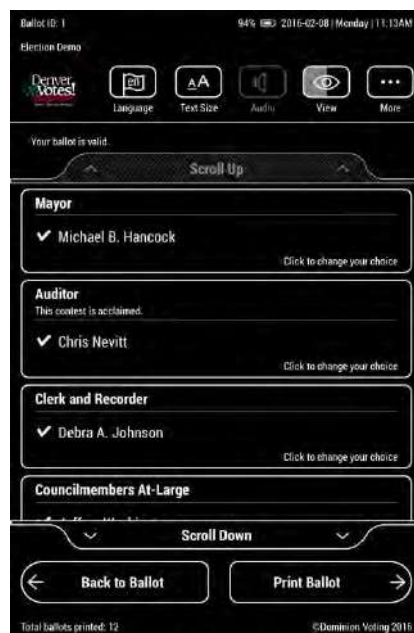 Ballot ID: 1 94% 2016-02-08 | Monday | 11:13AM
Election Demo
Denver
Votes!
en
AA
Language Text Size Audio View More
Your ballot is valid.
Scroll Up
Mayor
Michael B. Hancock
Click to change your choice
Auditor
This contest is acclaimed.
Chris Nevitt
Click to change your choice
Clerk and Recorder
Debra A. Johnson
Click to change your choice
Councilmembers At-Large
Scroll Down
Back to Ballot Print Ballot
Total ballots printed: 12 ©Dominion Voting 2016